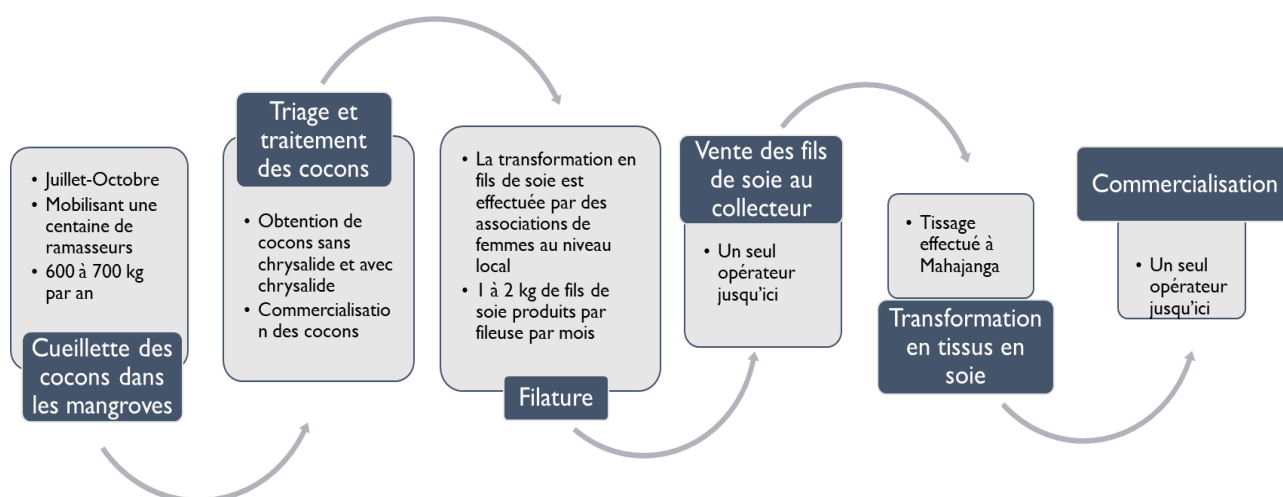 • Juillet-Octobre
• Mobilisant une
centaine de
ramasseurs
• 600 à 700 kg
par an
Cueillette des
cocons dans
les mangroves
Triage et
traitement
des cocons
• Obtention de
cocons sans
chrysalide et avec
chrysalide
• Commercialisatio
n des cocons
• La transformation en
fils de soie est
effectuée par des
associations de
femmes au niveau
local
• 1 à 2 kg de fils de
soie produits par
fileuse par mois
Filature
Vente des fils
de soie au
collecteur
• Un seul
opérateur
jusqu'ici
• Tissage
effectué à
Mahajanga
Transformation
en tissus en
soie
Commercialisation
• Un seul
opérateur
jusqu'ici